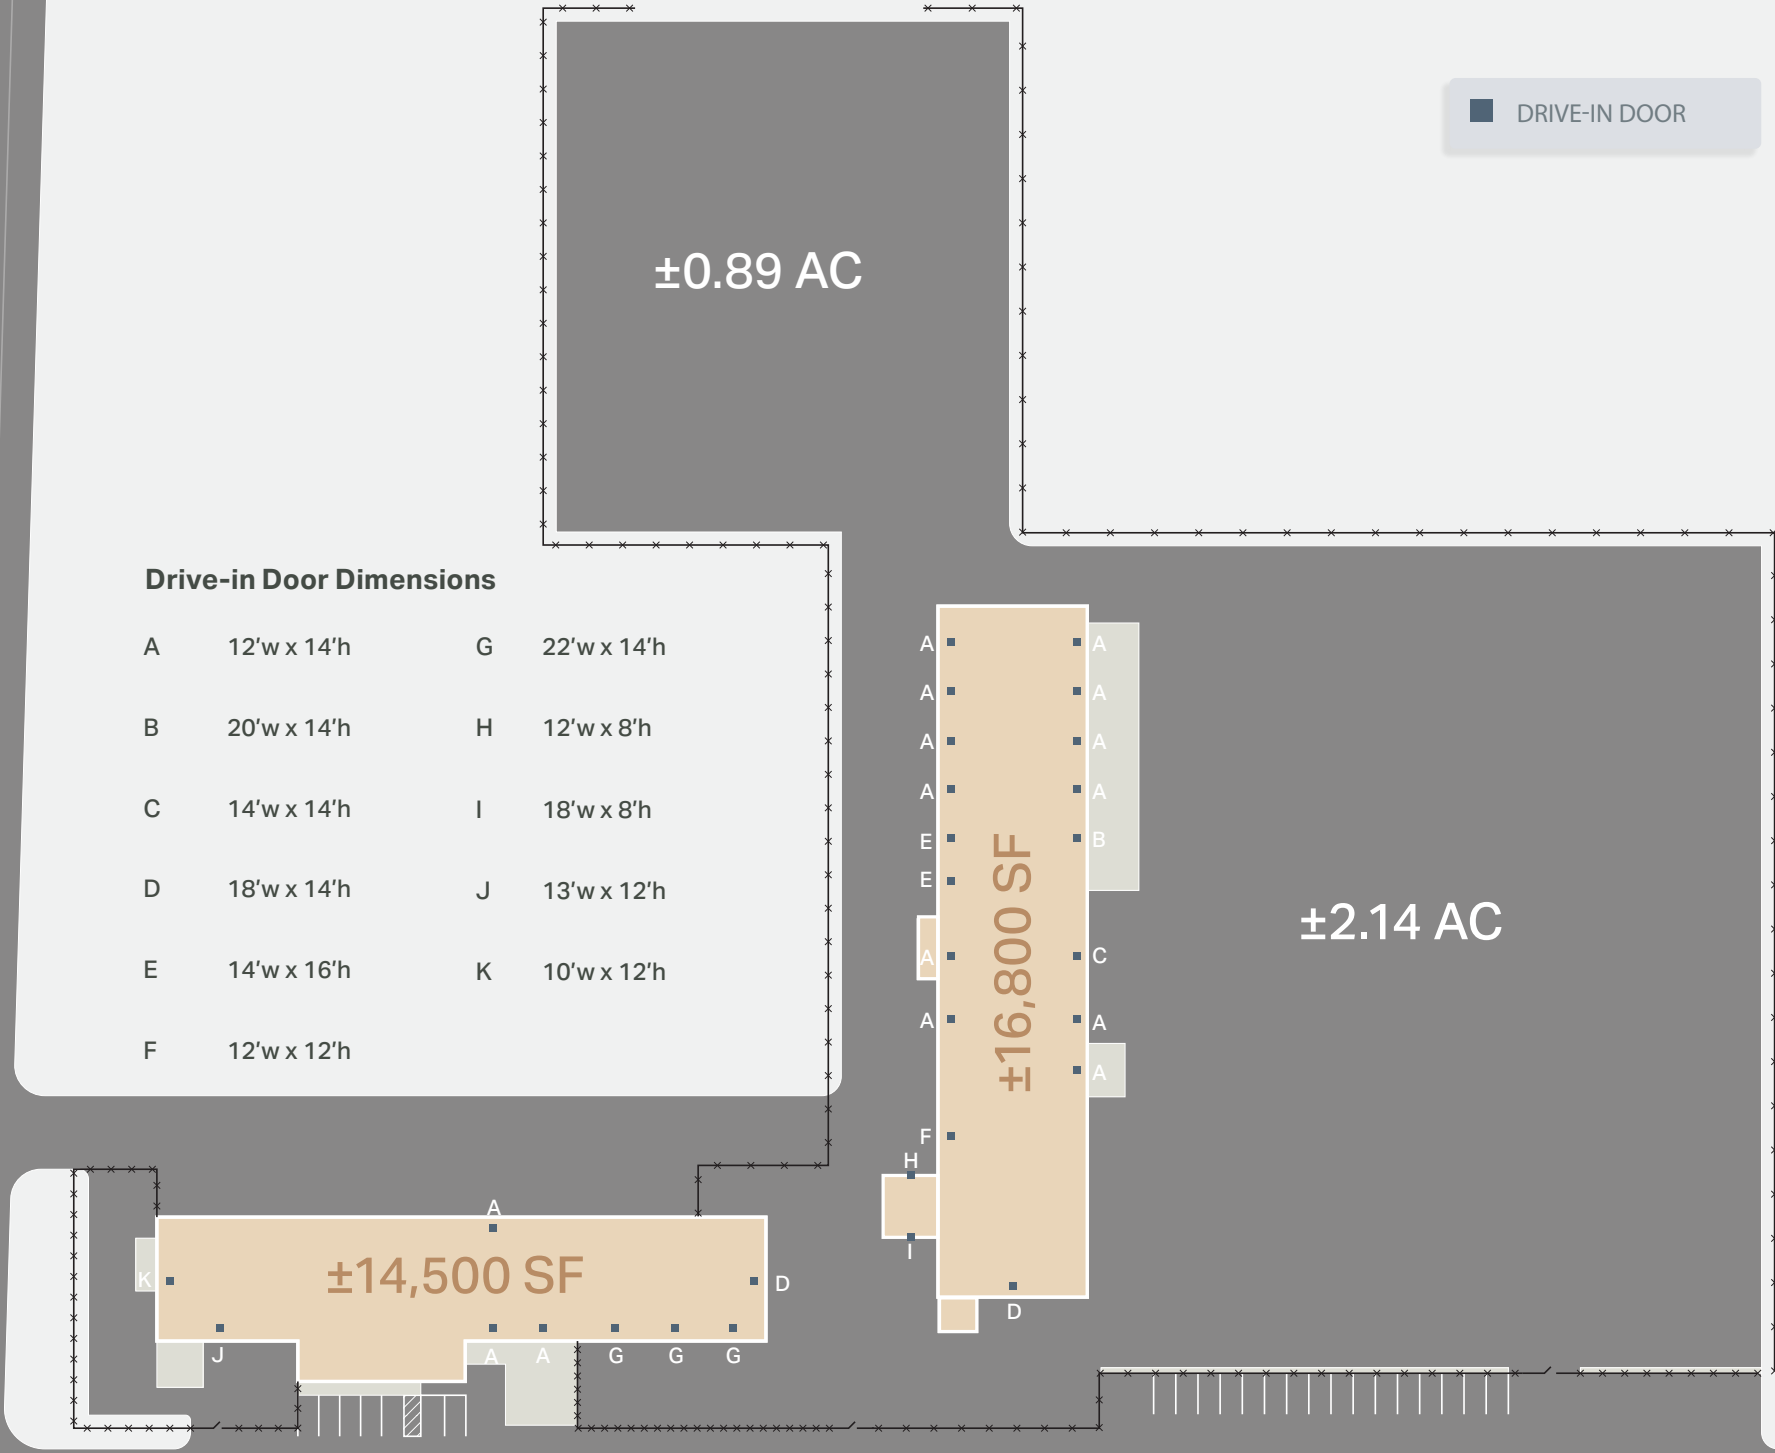 DRIVE-IN DOOR
±0.89 AC
Drive-in Door Dimensions
A 12'w x 14'h G 22'w x 14'h
B 20'w x 14'h H 12'w x 8'h
C 14'w x 14'h I 18'w x 8'h
D 18'w x 14'h J 13'w x 12'h
E 14'w x 16'h K 10'w x 12'h
F 12'w x 12'h
A A
A A
A A
A A
E B
E
±16,800 SF
±2.14 AC
A C
A A
A
F
H
I
D
A
±14,500 SF
K D
J A A G G G